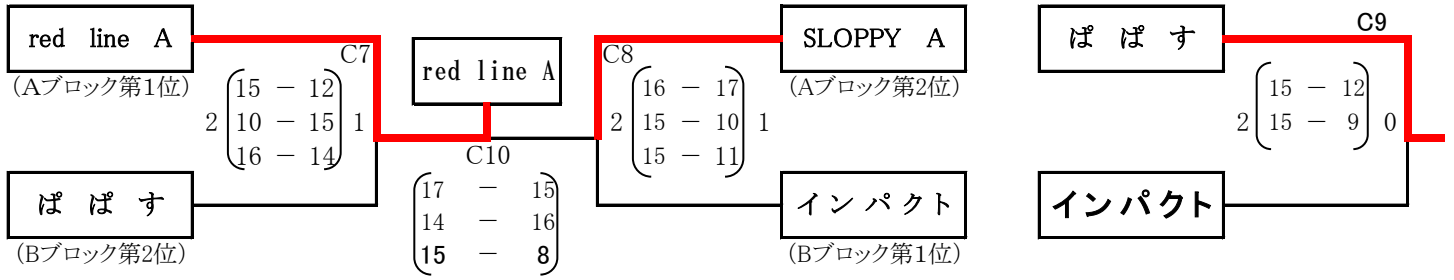 red line A
(Aブロック第1位)
C7
2 15 － 12 1
10 － 15
16 － 14
ぱ ぱ す
(Bブロック第2位)
red line A
C10
17 － 15
14 － 16
15 － 8
C8
2 16 － 17 1
15 － 10
15 － 11
SLOPPY A
(Aブロック第2位)
インパクト
(Bブロック第1位)
ぱ ぱ す
C9
2 15 － 12 0
15 － 9
インパクト